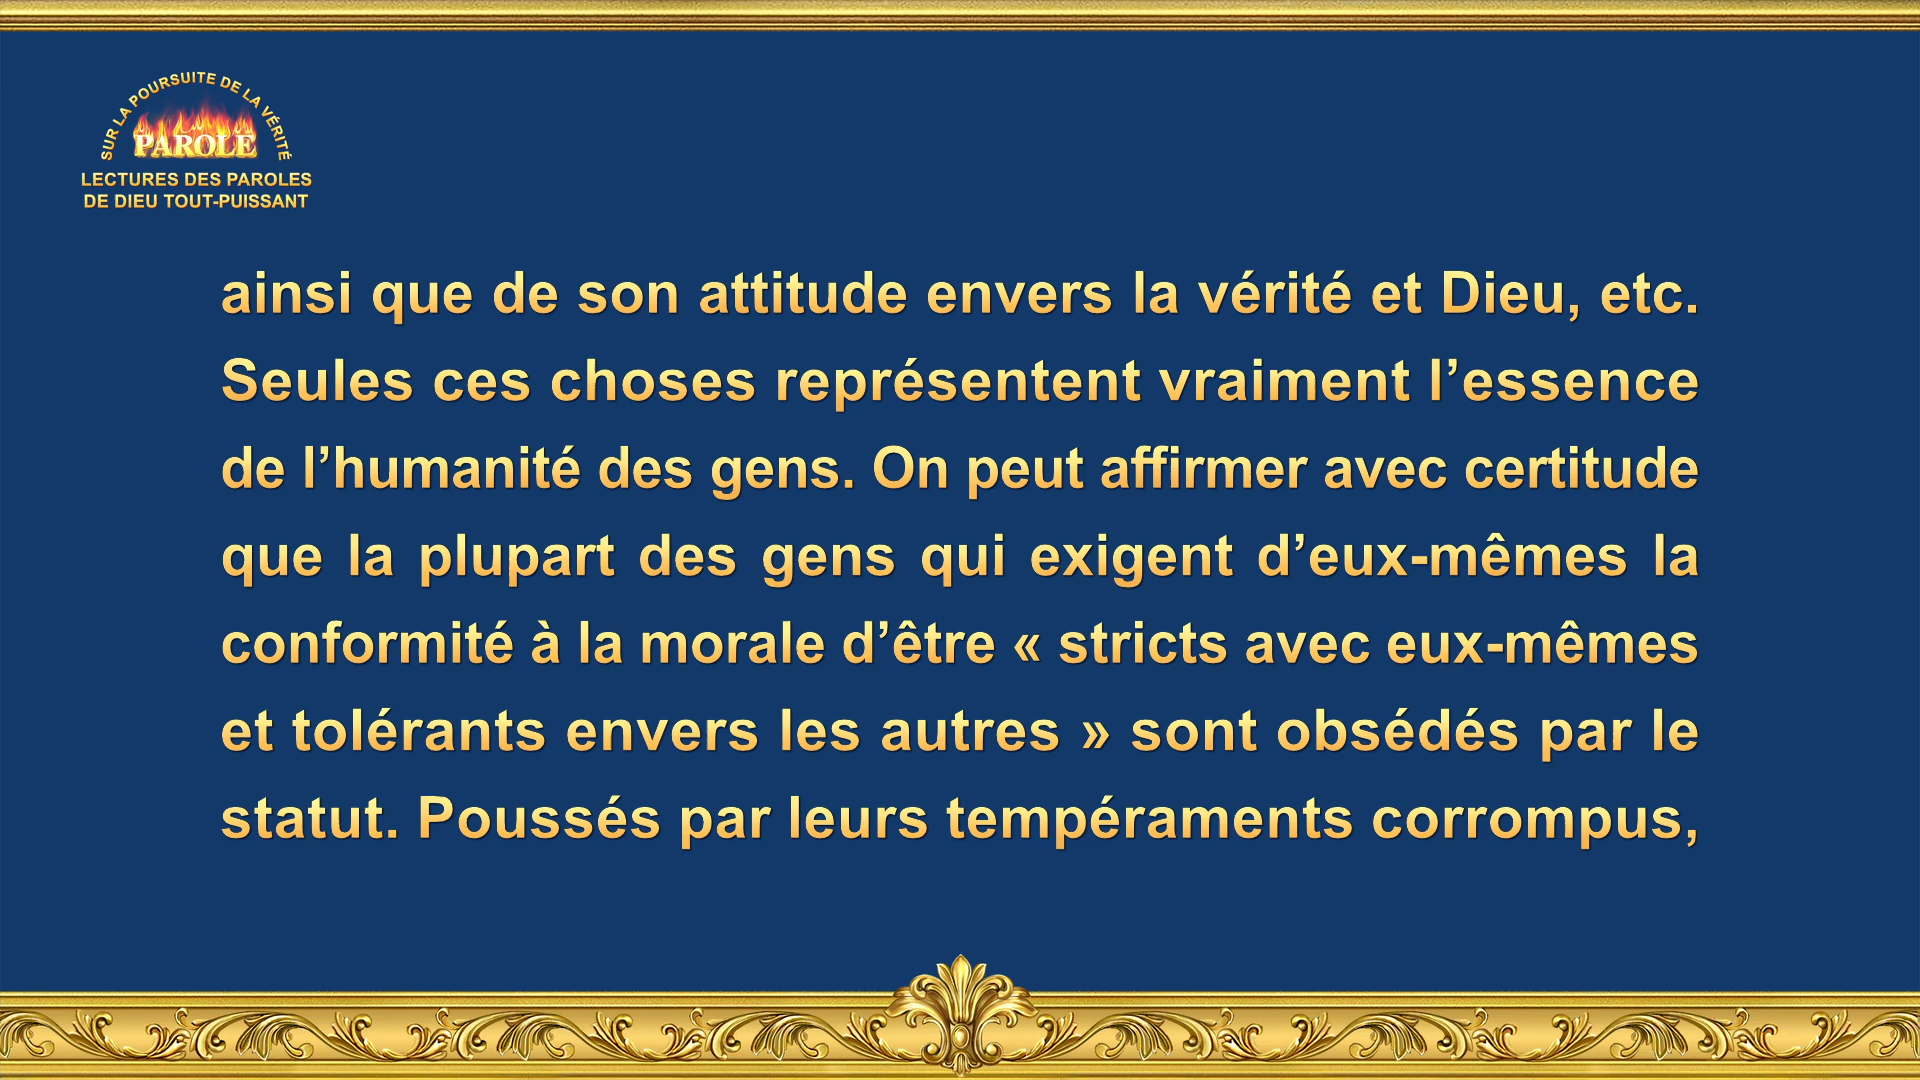 SUR LA POURSUITE DE LA VÉRITÉ
PAROLE
LECTURES DES PAROLES
DE DIEU TOUT-PUISSANT
ainsi que de son attitude envers la vérité et Dieu, etc.
Seules ces choses représentent vraiment l’essence
de l’humanité des gens. On peut affirmer avec certitude
que la plupart des gens qui exigent d’eux-mêmes la
conformité à la morale d’être « stricts avec eux-mêmes
et tolérants envers les autres » sont obsédés par le
statut. Poussés par leurs tempéraments corrompus,